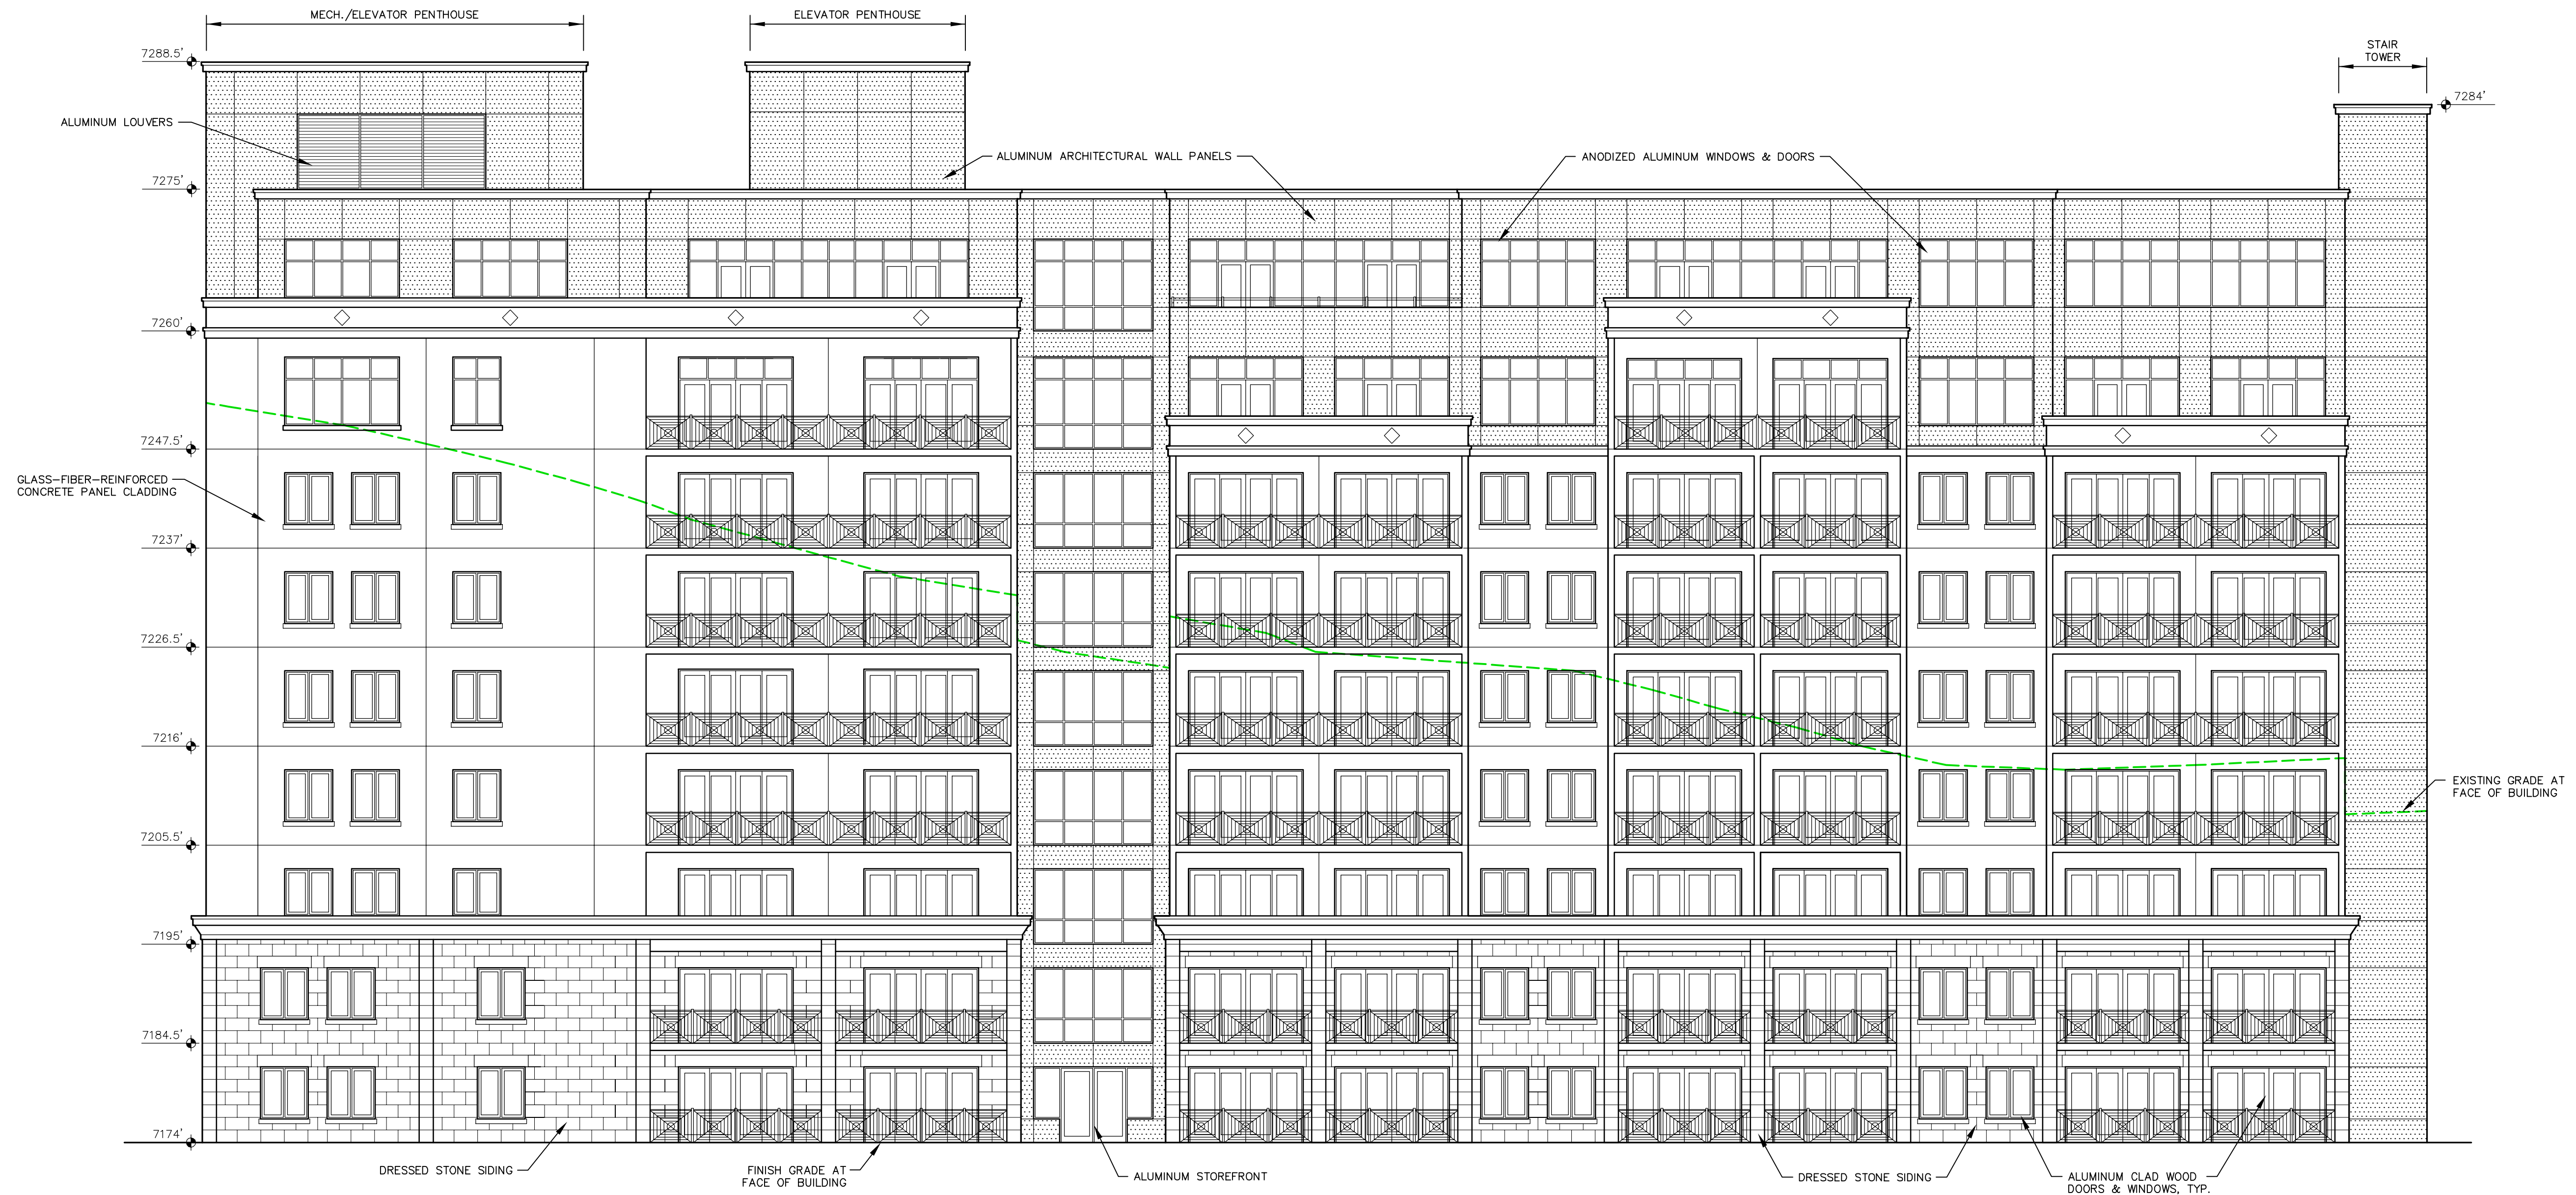 MECH./ELEVATOR PENTHOUSE
ELEVATOR PENTHOUSE
STAIR
TOWER
7288.5'
7284'
ALUMINUM LOUVERS
ALUMINUM ARCHITECTURAL WALL PANELS
ANODIZED ALUMINUM WINDOWS & DOORS
7275'
7260'
7247.5'
GLASS-FIBER-REINFORCED
CONCRETE PANEL CLADDING
7237'
7226.5'
7216'
EXISTING GRADE AT
FACE OF BUILDING
7205.5'
7195'
7184.5'
7174'
DRESSED STONE SIDING
FINISH GRADE AT
FACE OF BUILDING
ALUMINUM STOREFRONT
DRESSED STONE SIDING
ALUMINUM CLAD WOOD
DOORS & WINDOWS, TYP.